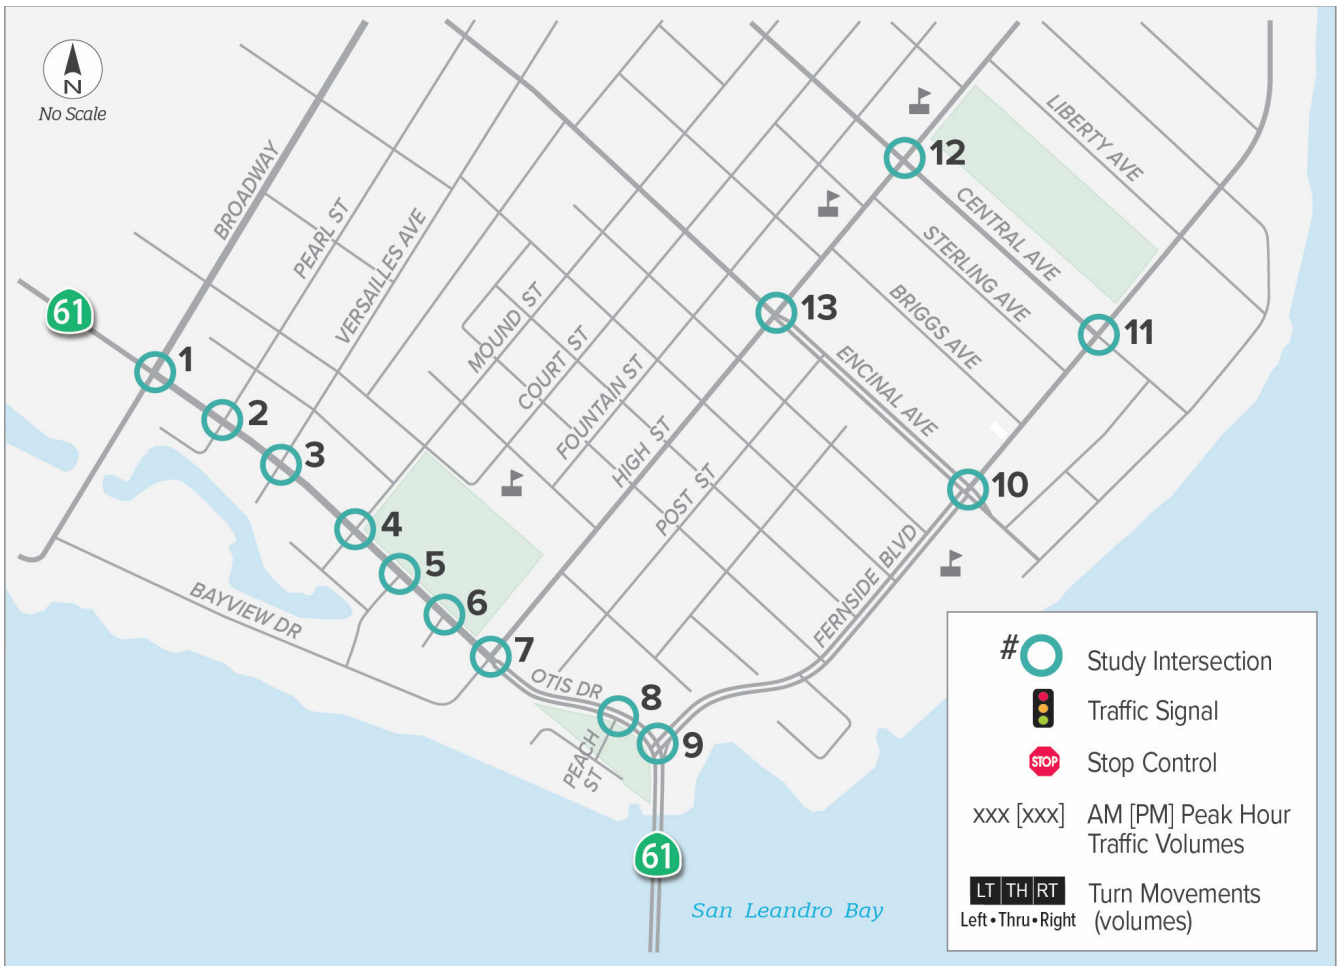 N
No Scale
BROADWAY
PEARL ST
VERSAILLES AVE
MOUND ST
COURT ST
FOUNTAIN ST
HIGH ST
POST ST
LIBERTY AVE
CENTRAL AVE
STERLING AVE
BRIGGS AVE
ENCINAL AVE
FERNSIDE BLVD
BAYVIEW DR
OTIS DR
PEACH
ST
61
1
2
3
4
5
6
7
8
9
10
11
12
13
61
San Leandro Bay
# Study Intersection
Traffic Signal
STOP Stop Control
xxx [xxx] AM [PM] Peak Hour
Traffic Volumes
LT TH RT Turn Movements
Left•Thru•Right (volumes)